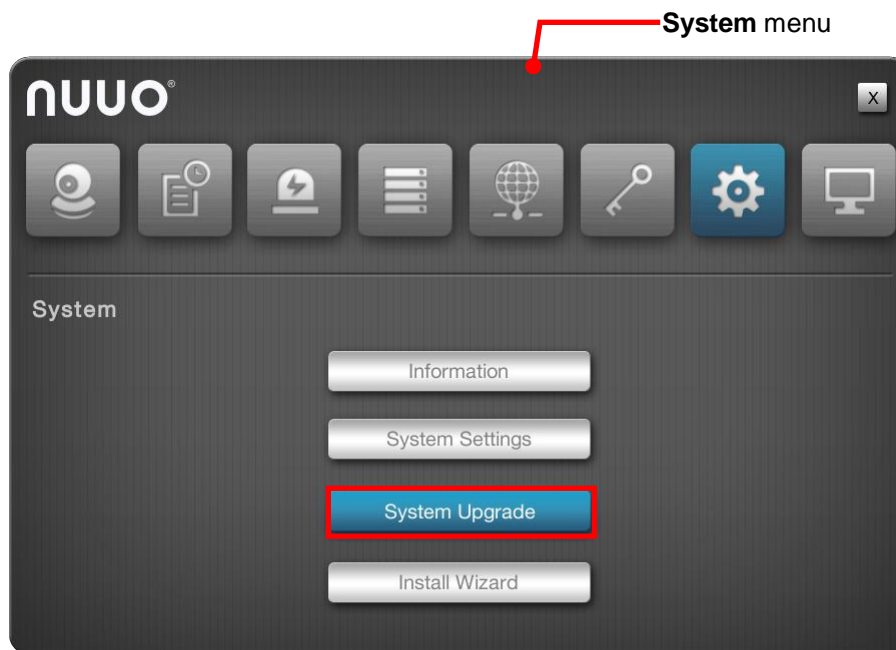 System menu
nuuo®
X
System
Information
System Settings
System Upgrade
Install Wizard